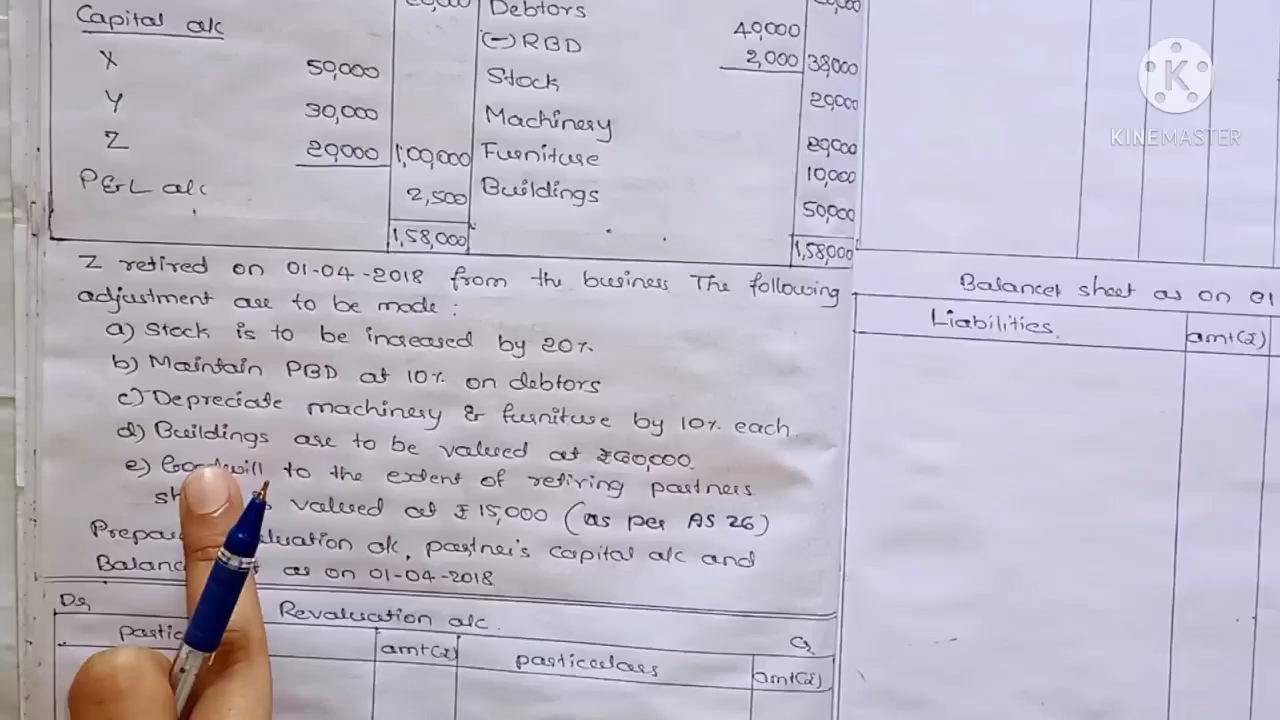 Debtors
Capital a/c 40,000
(-) RBD 2,000 38,000
X 50,000 Stock 20,000
Y 30,000 Machinery 20,000
Z 20,000 1,00,000 Furniture 10,000
P&L a/c 2,500 Buildings 50,000
1,58,000 1,58,000
Z retired on 01-04-2018 from the business The following
adjustment are to be made :
a) Stock is to be increased by 20%
b) Maintain PBD at 10% on debtors
c) Depreciate machinery & furniture by 10% each.
d) Buildings are to be valued at ₹60,000.
e) Goodwill to the extent of retiring partners
valued at ₹15,000 (as per AS 26)
a/c, partner's capital a/c and
as on 01-04-2018
Dr, Revaluation a/c. Cr
amt(₹) particulars amt(₹)
K
KINEMASTER
Balance sheet as on 01
Liabilities. amt(₹)